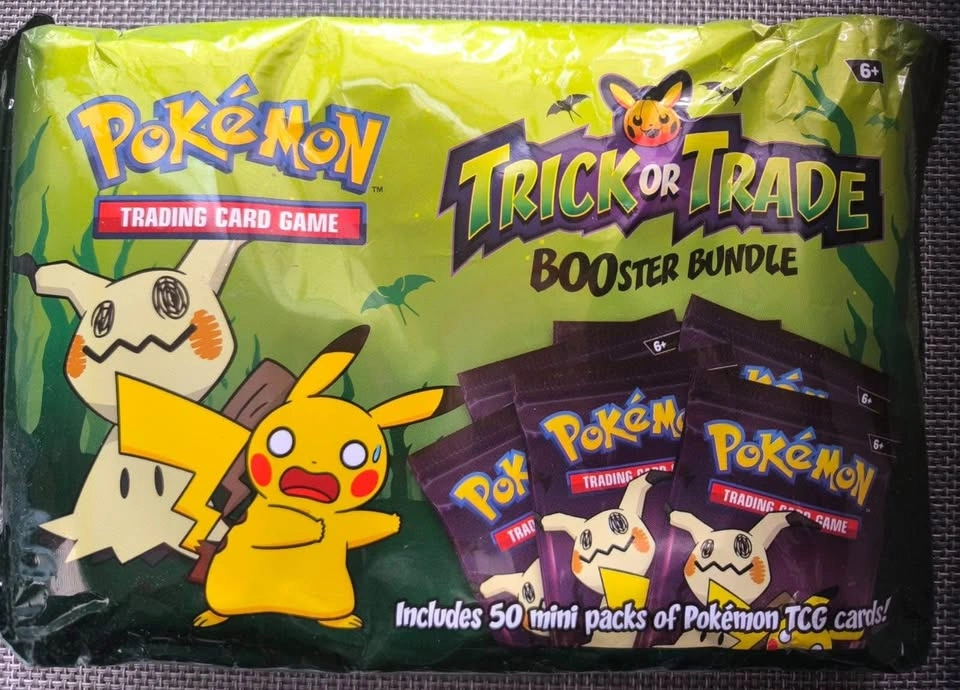 6+
POKéMON
TM
TRADING CARD GAME
TRICK OR TRADE
BOOSTER BUNDLE
6+
POKéMON
TRADING CARD GAME
6+
6+
Includes 50 mini packs of Pokémon TCG cards!